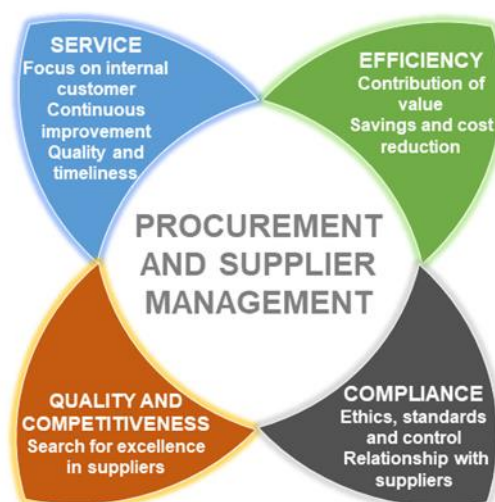 SERVICE
Focus on internal
customer
Continuous
improvement
Quality and
timeliness
EFFICIENCY
Contribution of
value
Savings and cost
reduction
PROCUREMENT
AND SUPPLIER
MANAGEMENT
QUALITY AND
COMPETITIVENESS
Search for excellence
in suppliers
COMPLIANCE
Ethics, standards
and control
Relationship with
suppliers